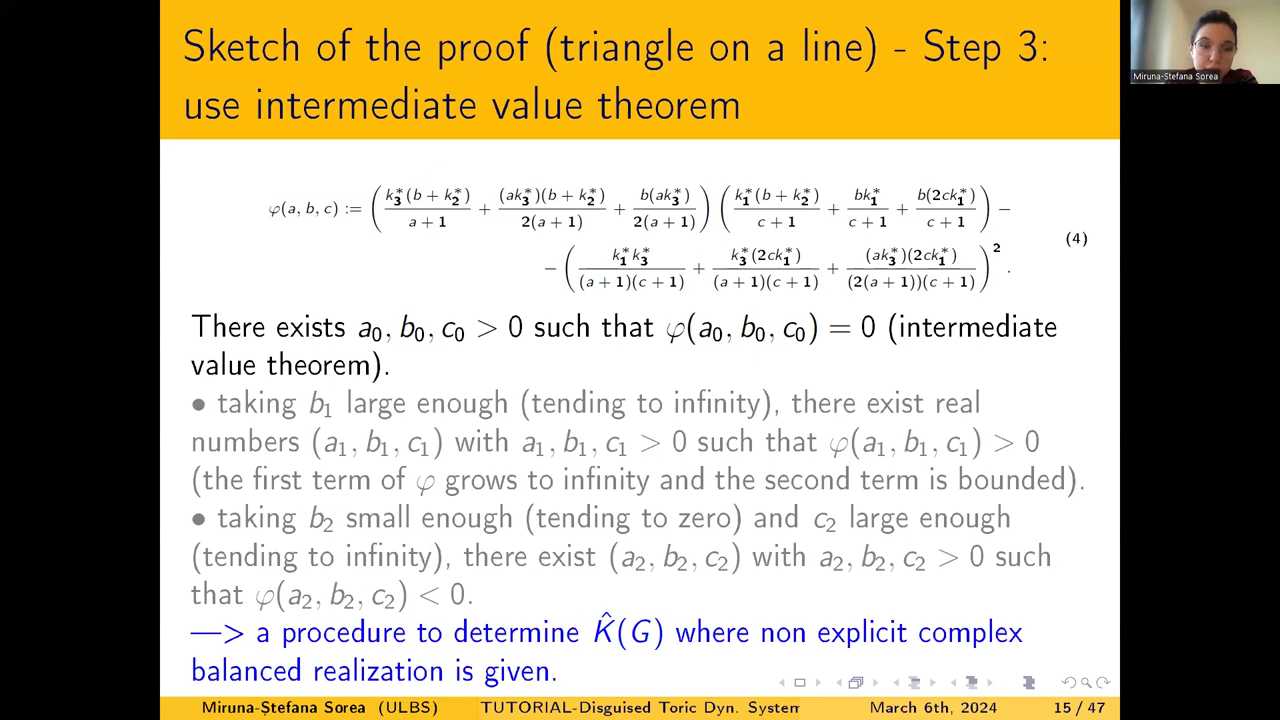 Sketch of the proof (triangle on a line) - Step 3:
use intermediate value theorem
Miruna-Stefana Sorea
φ(a, b, c) := ( k₃*(b + k₂*) / (a + 1) + (ak₃*)(b + k₂*) / 2(a + 1) + b(ak₃*) / 2(a + 1) ) ( k₁*(b + k₂*) / (c + 1) + bk₁* / (c + 1) + b(2ck₁*) / (c + 1) ) −
− ( k₁*k₃* / (a + 1)(c + 1) + k₃*(2ck₁*) / (a + 1)(c + 1) + (ak₃*)(2ck₁*) / (2(a + 1))(c + 1) )² .
(4)
There exists a₀, b₀, c₀ > 0 such that φ(a₀, b₀, c₀) = 0 (intermediate
value theorem).
• taking b₁ large enough (tending to infinity), there exist real
numbers (a₁, b₁, c₁) with a₁, b₁, c₁ > 0 such that φ(a₁, b₁, c₁) > 0
(the first term of φ grows to infinity and the second term is bounded).
• taking b₂ small enough (tending to zero) and c₂ large enough
(tending to infinity), there exist (a₂, b₂, c₂) with a₂, b₂, c₂ > 0 such
that φ(a₂, b₂, c₂) < 0.
—> a procedure to determine K̂(G) where non explicit complex
balanced realization is given.
Miruna-Ștefana Sorea (ULBS) TUTORIAL-Disguised Toric Dyn. System March 6th, 2024 15 / 47